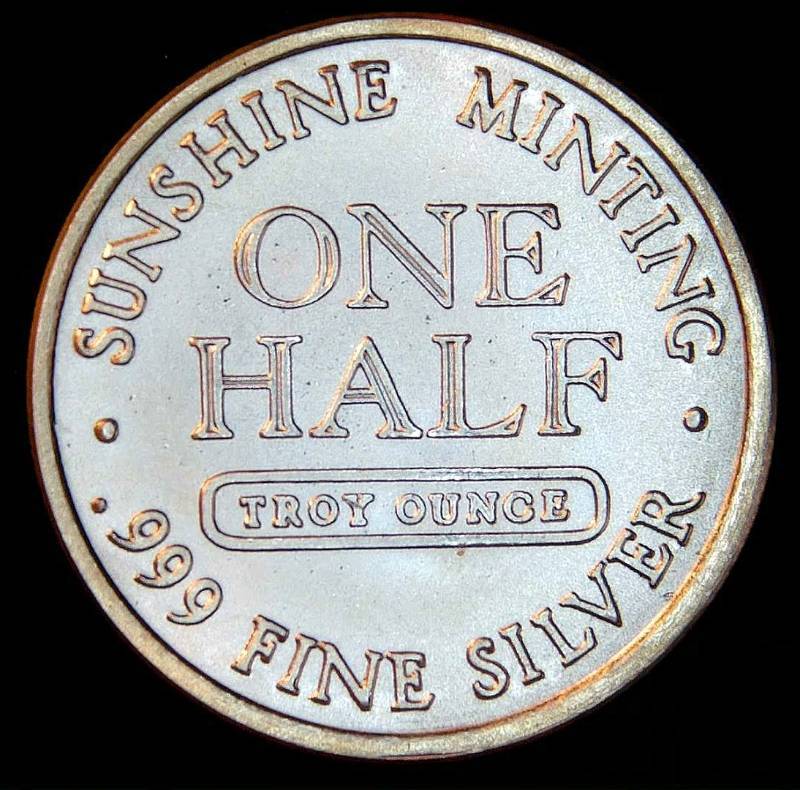 SUNSHINE MINTING
ONE
HALF
TROY OUNCE
.999 FINE SILVER